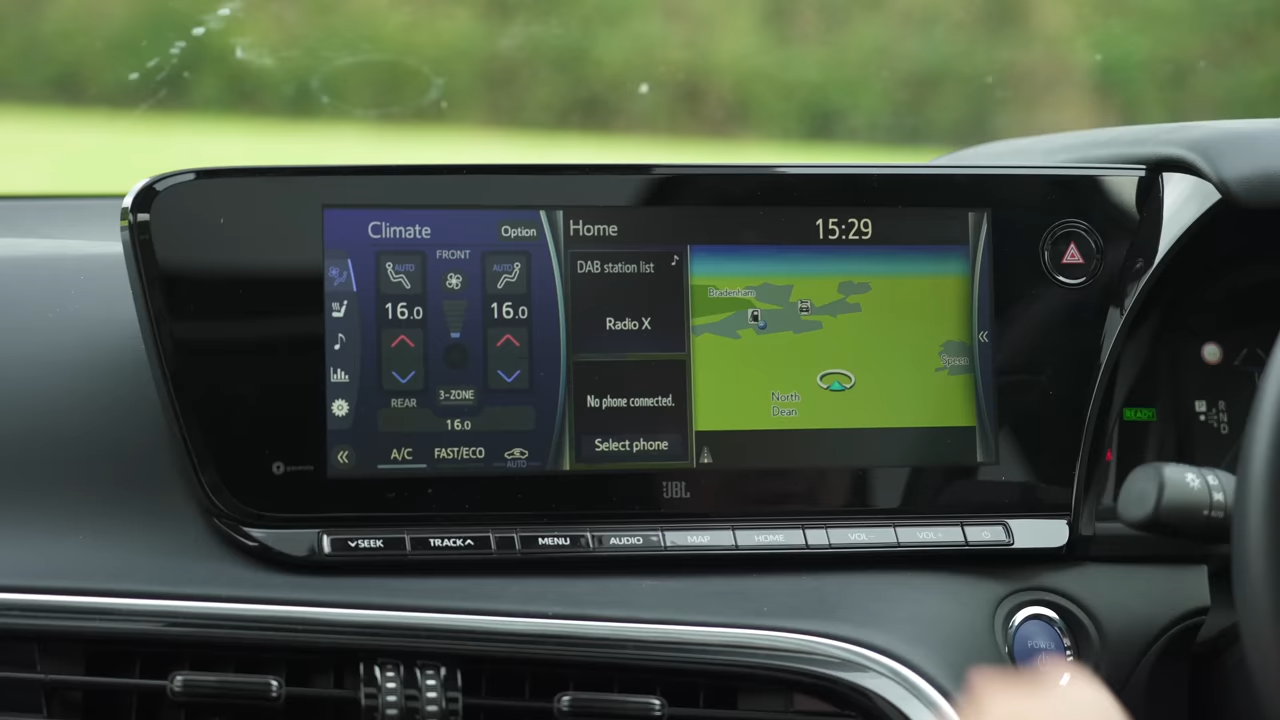 Climate
Option
FRONT
AUTO
AUTO
16.0
16.0
REAR
3-ZONE
16.0
A/C
FAST/ECO
AUTO
Home
15:29
DAB station list
Radio X
No phone connected.
Select phone
Bradenham
Speen
North
Dean
JBL
SEEK
TRACK
MENU
AUDIO
MAP
HOME
VOL-
VOL+
POWER
READY
P
R
N
D